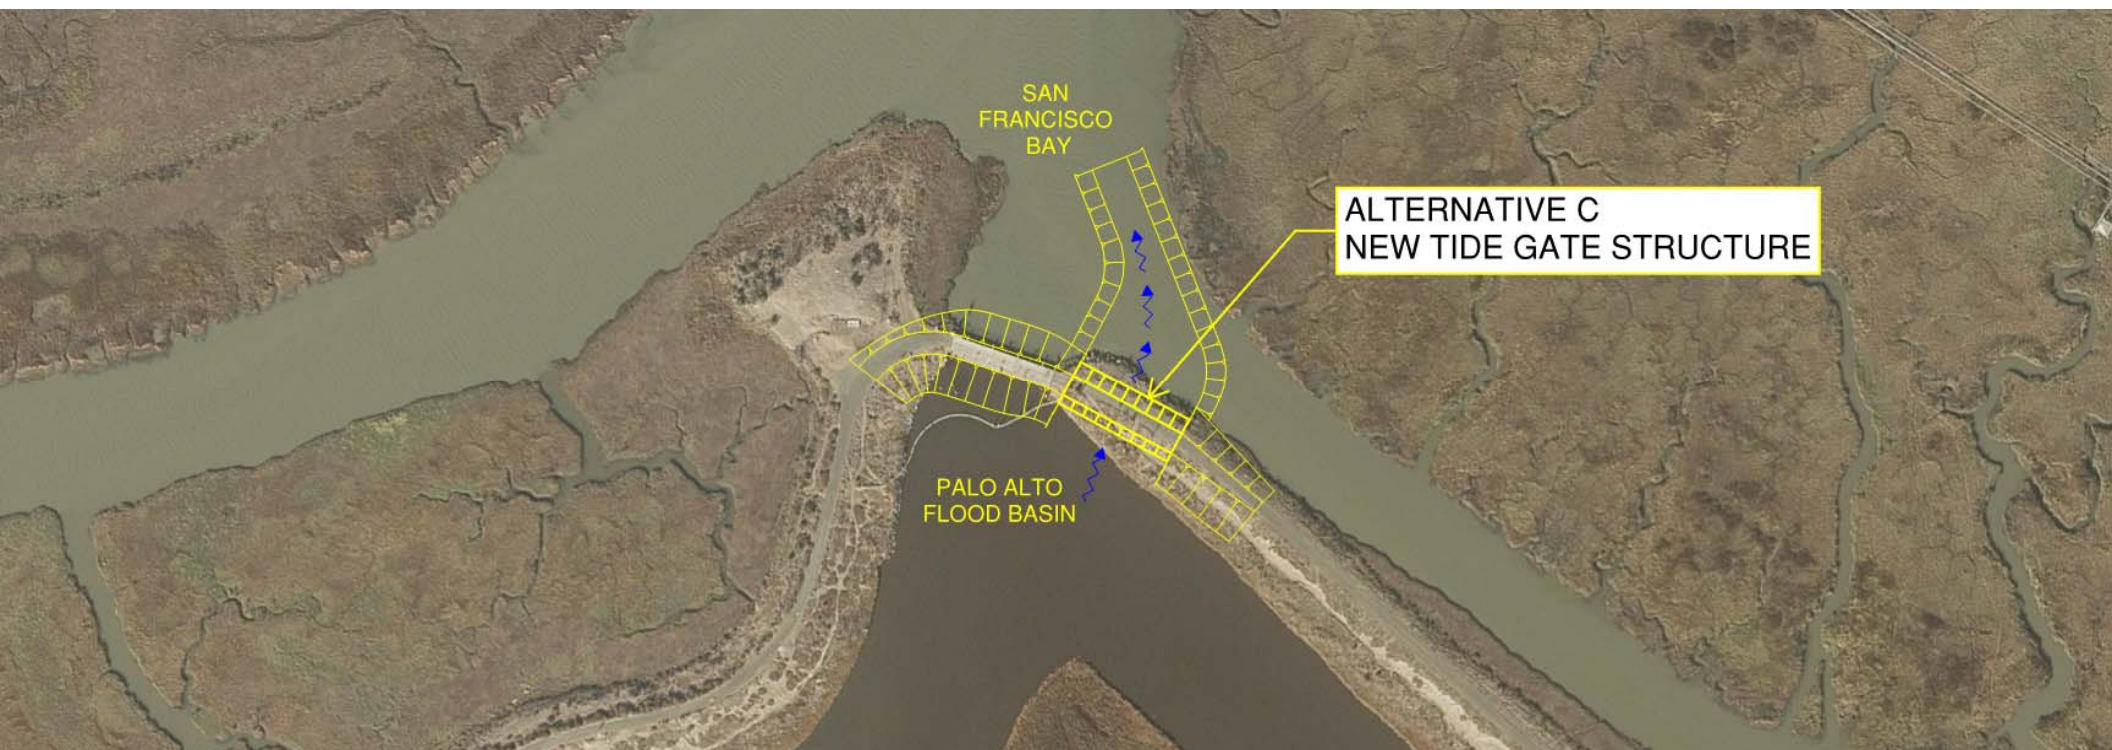 SAN
FRANCISCO
BAY
ALTERNATIVE C
NEW TIDE GATE STRUCTURE
PALO ALTO
FLOOD BASIN